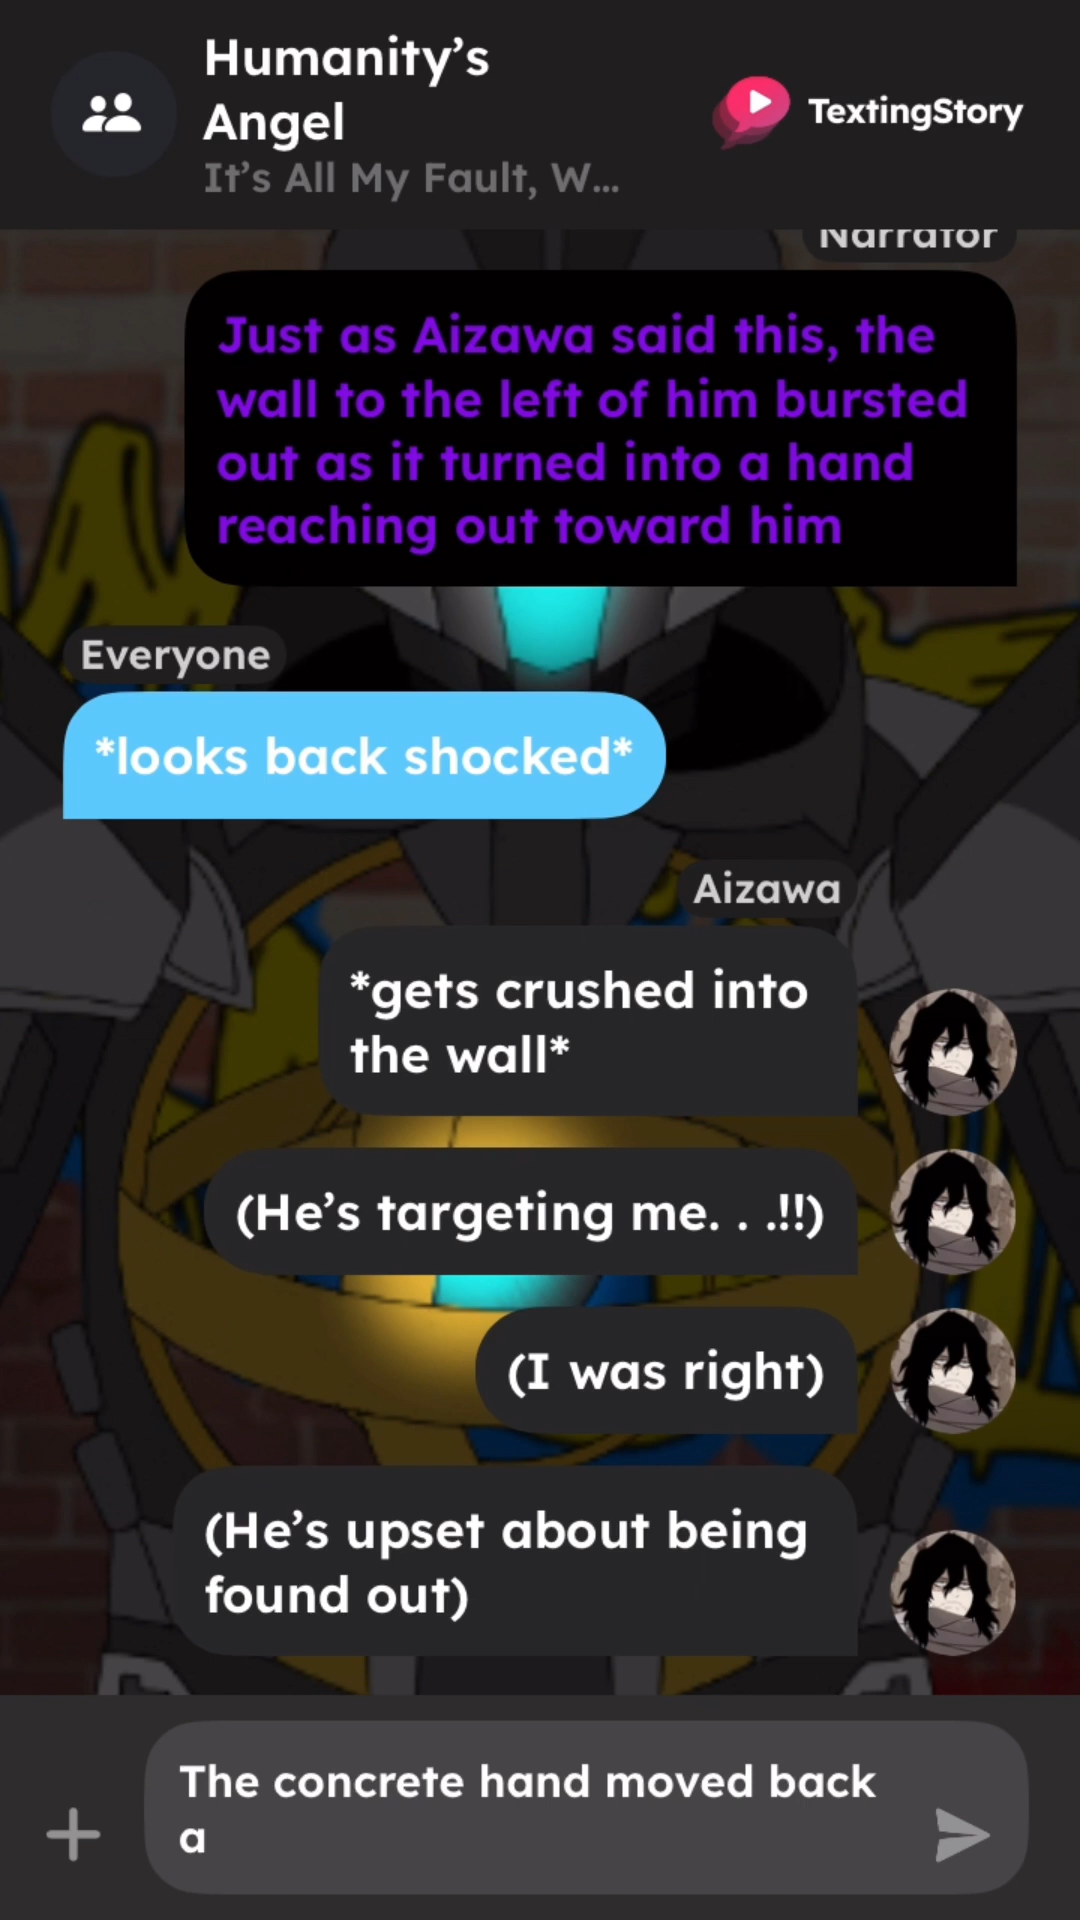 Humanity’s
Angel
TextingStory
It’s All My Fault, W...
Narrator
Just as Aizawa said this, the
wall to the left of him bursted
out as it turned into a hand
reaching out toward him
Everyone
*looks back shocked*
Aizawa
*gets crushed into
the wall*
(He’s targeting me. . .!!)
(I was right)
(He’s upset about being
found out)
The concrete hand moved back
a